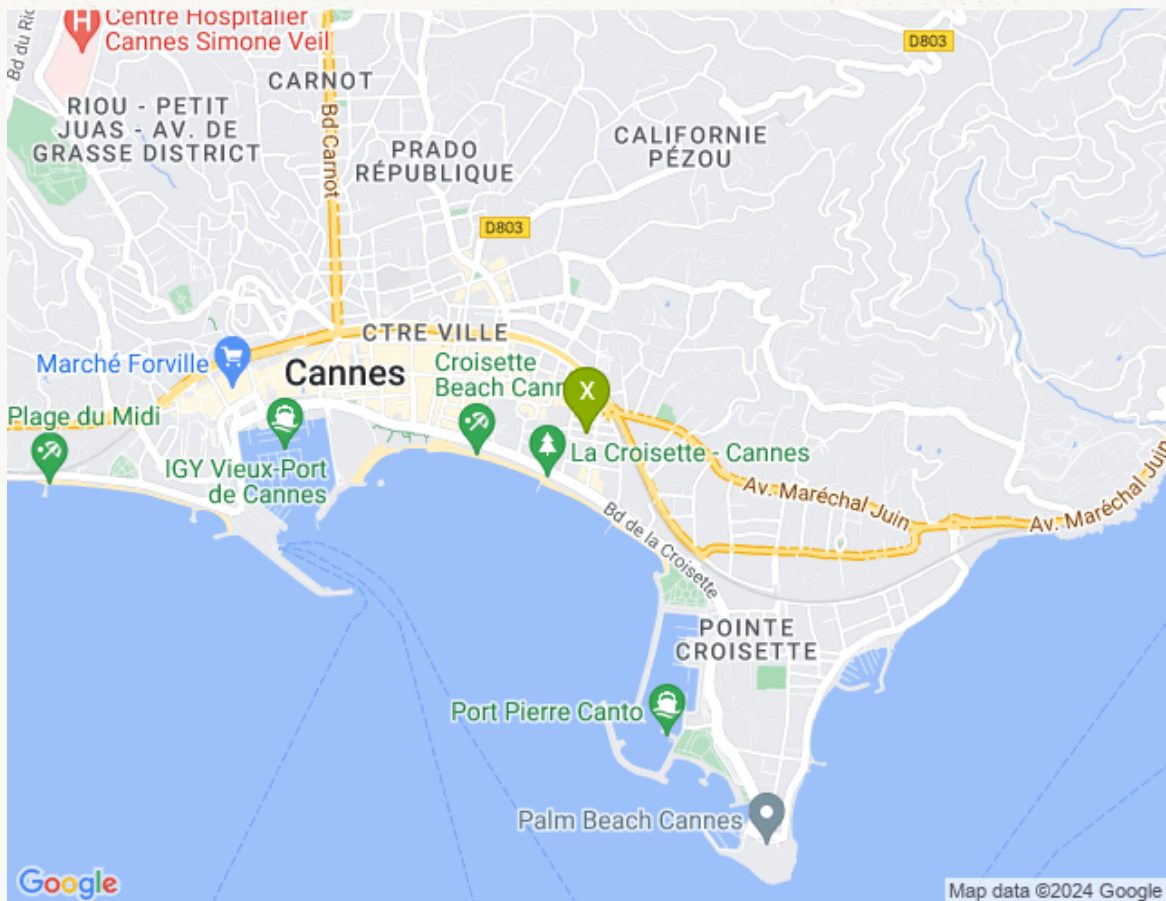 Centre Hospitalier
Cannes Simone Veil
Bd du Rio
D803
CARNOT
RIOU - PETIT
JUAS - AV. DE
GRASSE DISTRICT
Bd Carnot
PRADO
RÉPUBLIQUE
CALIFORNIE
PÉZOU
D803
CTRE VILLE
Marché Forville
Cannes
Croisette
Beach Cann
Plage du Midi
X
IGY Vieux-Port
de Cannes
La Croisette - Cannes
Av. Maréchal Juin
Av. Maréchal Juin
Bd de la Croisette
POINTE
CROISETTE
Port Pierre Canto
Palm Beach Cannes
Google
Map data ©2024 Google